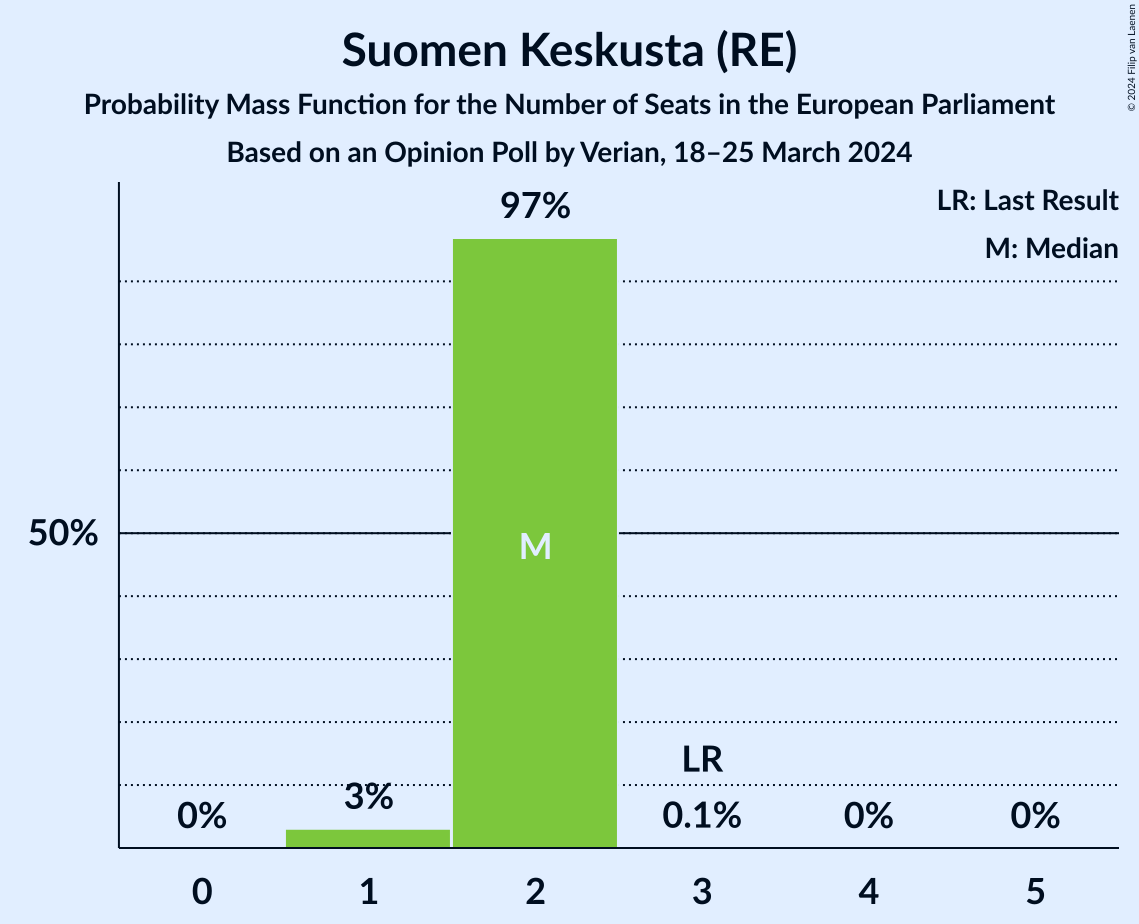 Suomen Keskusta (RE)
Probability Mass Function for the Number of Seats in the European Parliament
Based on an Opinion Poll by Verian, 18–25 March 2024
© 2024 Filip van Laenen
LR: Last Result
M: Median
97%
50%
M
LR
0%
3%
0.1%
0%
0%
0
1
2
3
4
5